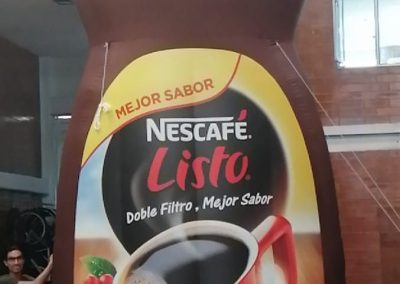 MEJOR SABOR
NESCAFÉ
Listo
Doble Filtro, Mejor Sabor